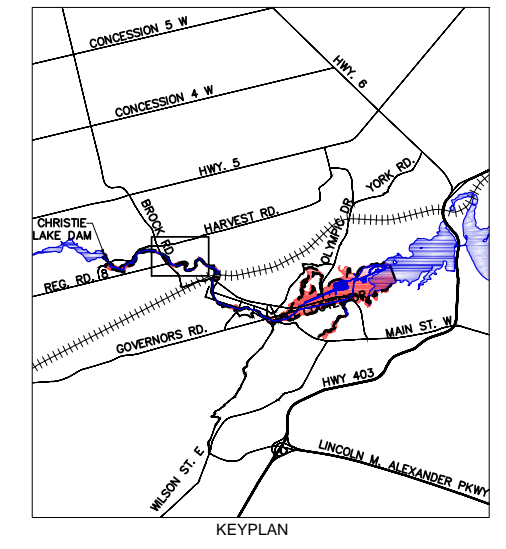 CONCESSION 5 W
HWY. 6
CONCESSION 4 W
HWY. 5
YORK RD.
BROCK RD.
HARVEST RD.
OLYMPIC DR
CHRISTIE
LAKE DAM
REG. RD. 8
GOVERNORS RD.
MAIN ST. W
HWY 403
WILSON ST. E
LINCOLN M. ALEXANDER PKWY
KEYPLAN